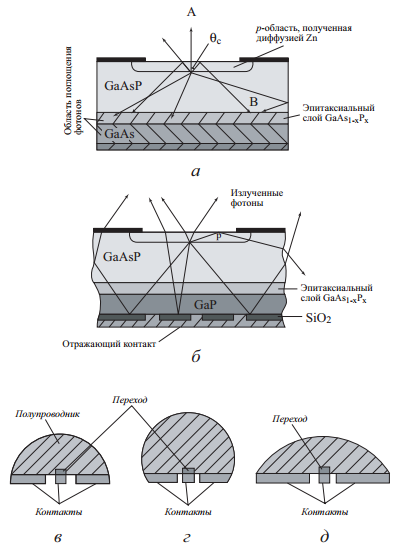 A
θc
p-область, полученная
диффузией Zn
GaAsP
B
Область поглощения
фотонов
GaAs
Эпитаксиальный
слой GaAs1-xPx
а
Излученные
фотоны
GaAsP
P
Эпитаксиальный
слой GaAs1-xPx
GaP
SiO2
Отражающий контакт
б
Полупроводник
Переход
Переход
Контакты
Контакты
Контакты
в
г
д